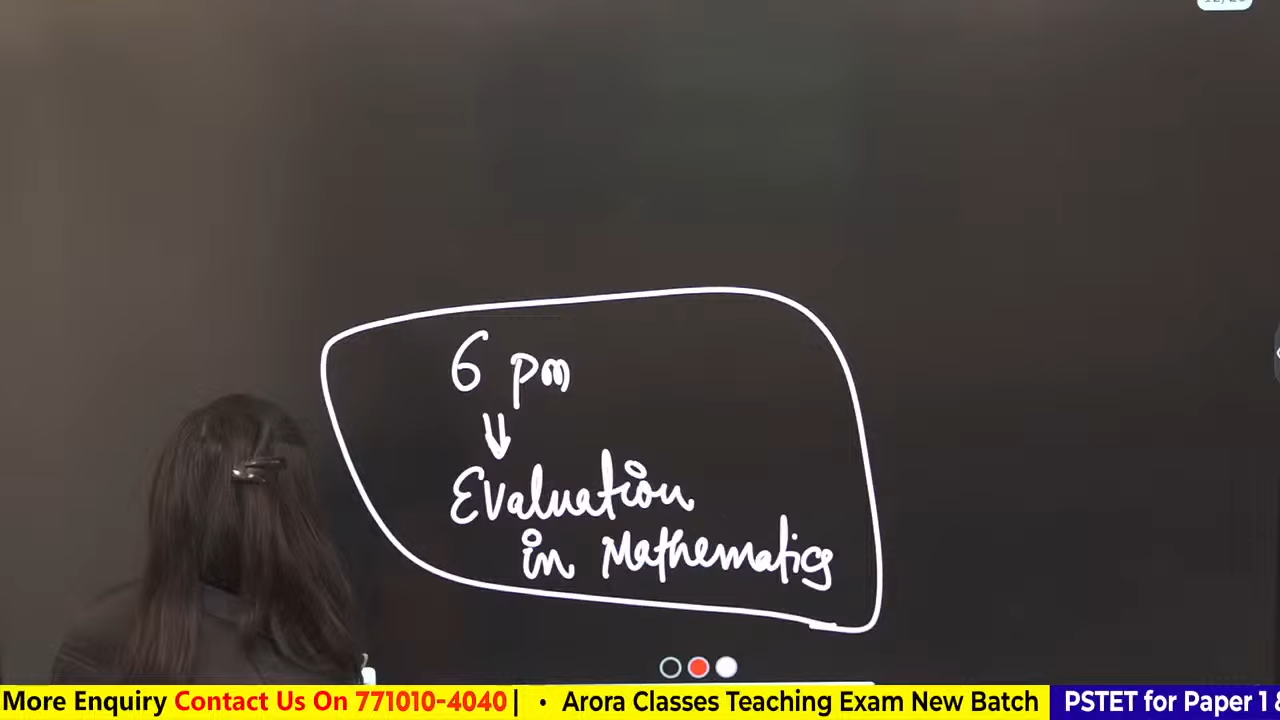 6 pm
Evaluation
in Mathematics
More Enquiry Contact Us On 771010-4040 | • Arora Classes Teaching Exam New Batch PSTET for Paper 1 &